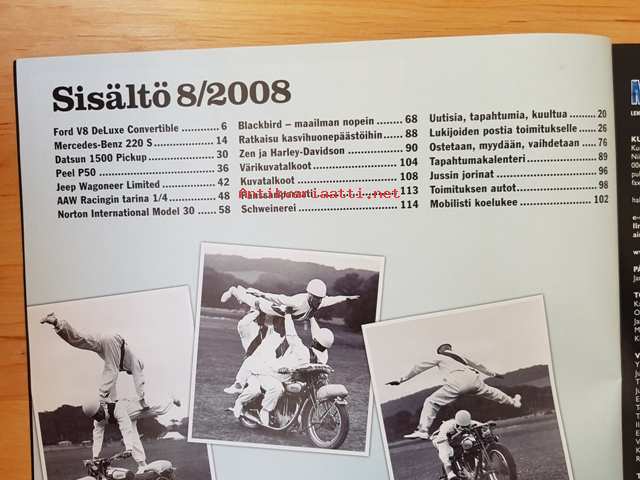 Sisältö 8/2008
Ford V8 DeLuxe Convertible ........... 6
Mercedes-Benz 220 S ................ 14
Datsun 1500 Pickup .................. 30
Peel P50 .................. 36
Jeep Wagoneer Limited .......... 42
AAW Racingin tarina 1/4 .......... 48
Norton International Model 30 ...... 58
Blackbird – maailman nopein ......... 68
Ratkaisu kasvihuonepäästöihin ...... 88
Zen ja Harley-Davidson .............. 90
Värikuvatalkoot .................. 104
Kuvatalkoot .................. 108
113
Schweinerei .................. 114
Uutisia, tapahtumia, kuultua ......... 20
Lukijoiden postia toimitukselle ...... 26
Ostetaan, myydään, vaihdetaan ..... 76
Tapahtumakalenteri .................. 89
Jussin jorinat .................. 96
Toimituksen autot .................. 98
Mobilisti koelukee .................. 102